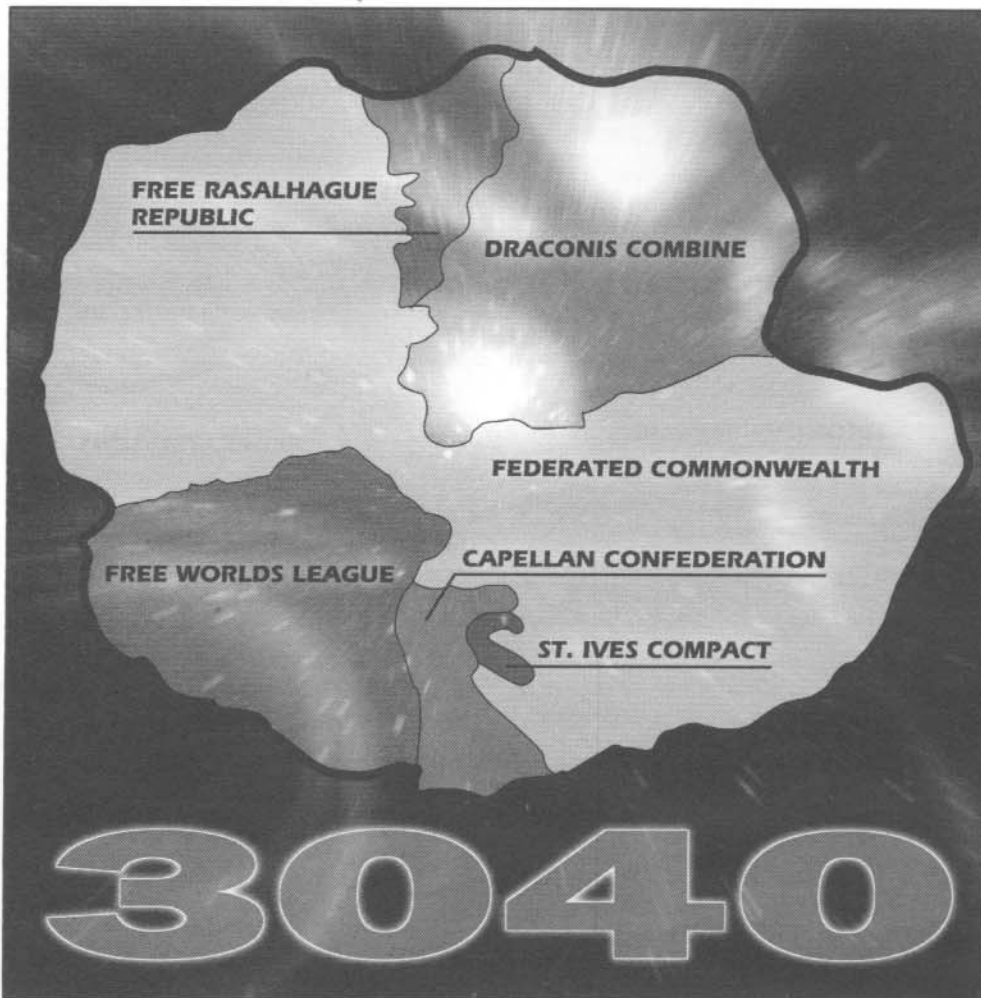 FREE RASALHAGUE
REPUBLIC
DRACONIS COMBINE
FEDERATED COMMONWEALTH
FREE WORLDS LEAGUE
CAPELLAN CONFEDERATION
ST. IVES COMPACT
3040